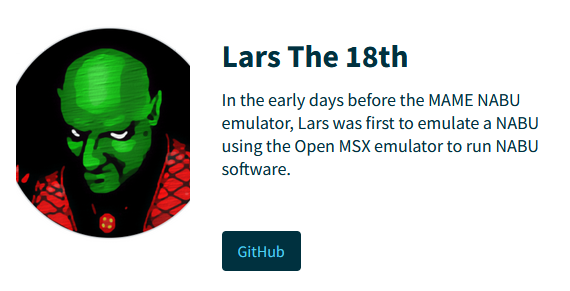 Lars The 18th
In the early days before the MAME NABU
emulator, Lars was first to emulate a NABU
using the Open MSX emulator to run NABU
software.
GitHub